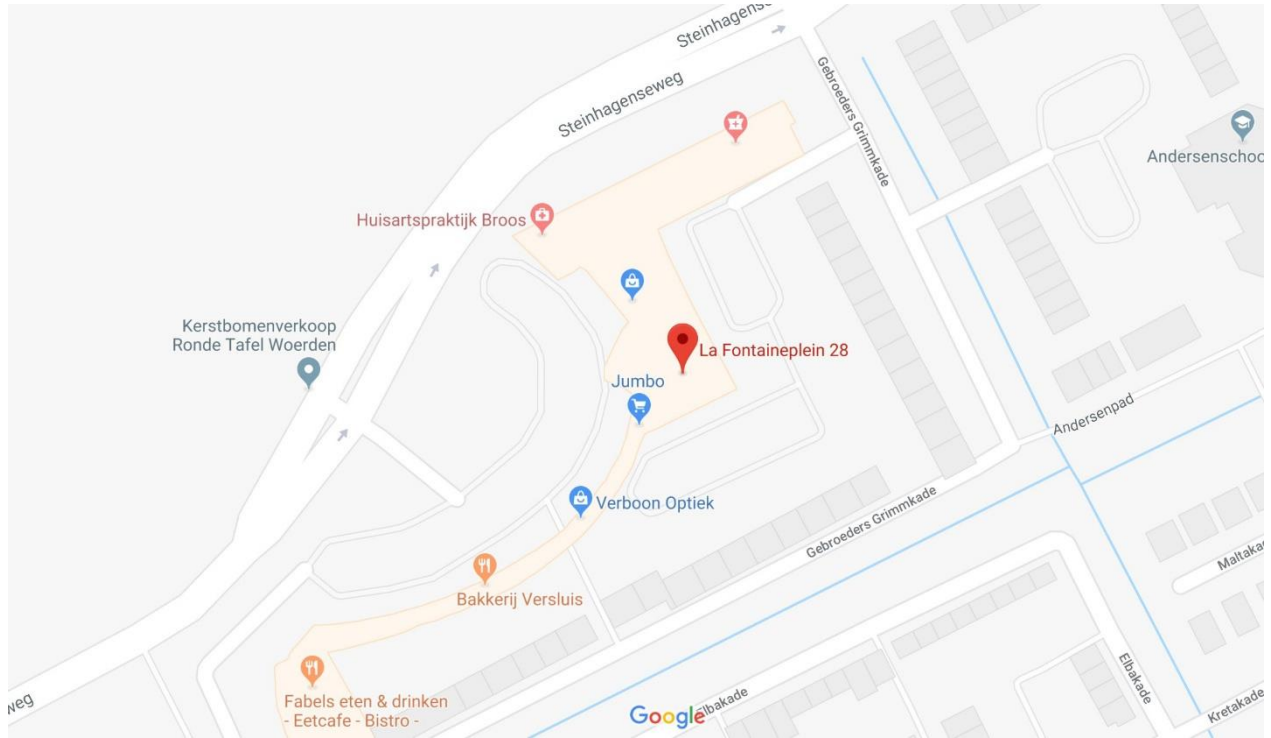 Steinhagense
Steinhagenseweg
Gebroeders Grimmkade
Andersenschoo
Huisartspraktijk Broos
Kerstbomenverkoop
Ronde Tafel Woerden
La Fontaineplein 28
Jumbo
Andersenpad
Verboon Optiek
Gebroeders Grimmkade
Maltakad
Bakkerij Versluis
Elbakade
Fabels eten & drinken
- Eetcafe - Bistro -
weg
Google
Elbakade
Kretakade